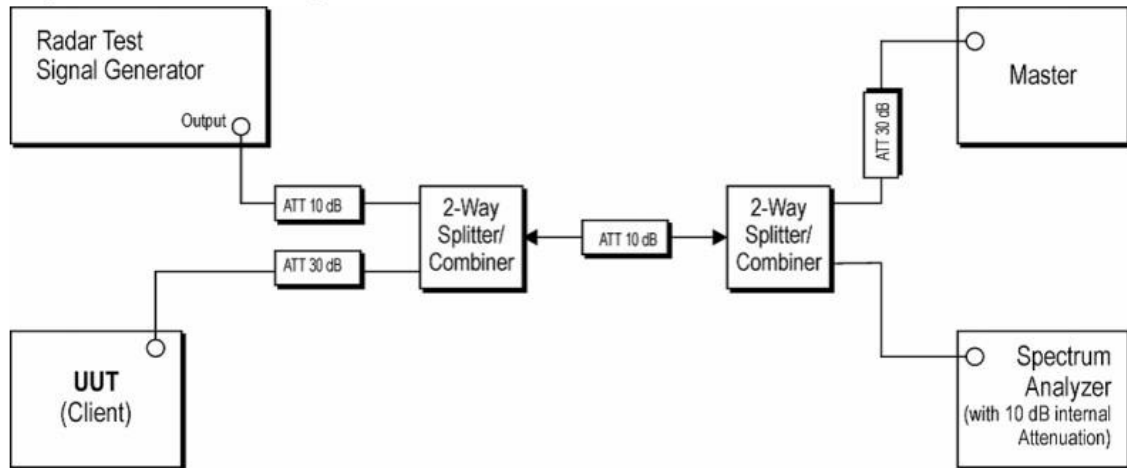 Radar Test
Signal Generator
Output
ATT 10 dB
ATT 30 dB
UUT
(Client)
2-Way
Splitter/
Combiner
ATT 10 dB
2-Way
Splitter/
Combiner
ATT 30 dB
Master
Spectrum
Analyzer
(with 10 dB internal
Attenuation)